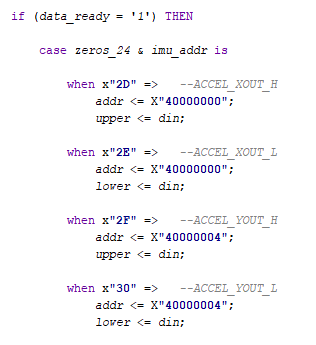 if (data_ready = '1') THEN
case zeros_24 & imu_addr is
when x"2D" => --ACCEL_XOUT_H
addr <= X"40000000";
upper <= din;
when x"2E" => --ACCEL_XOUT_L
addr <= X"40000000";
lower <= din;
when x"2F" => --ACCEL_YOUT_H
addr <= X"40000004";
upper <= din;
when x"30" => --ACCEL_YOUT_L
addr <= X"40000004";
lower <= din;